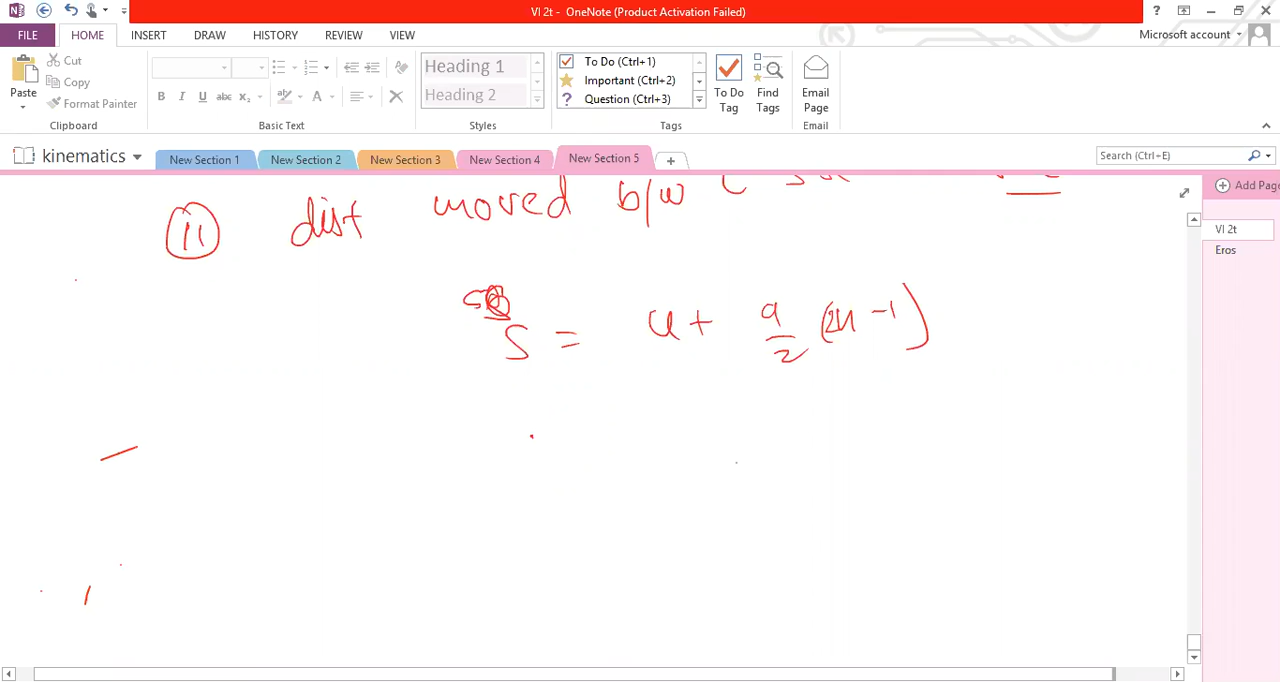 VI 2t - OneNote (Product Activation Failed)
FILE HOME INSERT DRAW HISTORY REVIEW VIEW
Microsoft account
Paste
Cut
Copy
Format Painter
Clipboard
B I U abc X₂ A
Basic Text
Heading 1
Heading 2
Styles
To Do (Ctrl+1)
Important (Ctrl+2)
Question (Ctrl+3)
To Do Tag
Find Tags
Tags
Email Page
Email
kinematics
New Section 1 New Section 2 New Section 3 New Section 4 New Section 5
Search (Ctrl+E)
Add Page
VI 2t
Eros
(ii) dist moved b/w
S = u + a/2 (2n - 1)